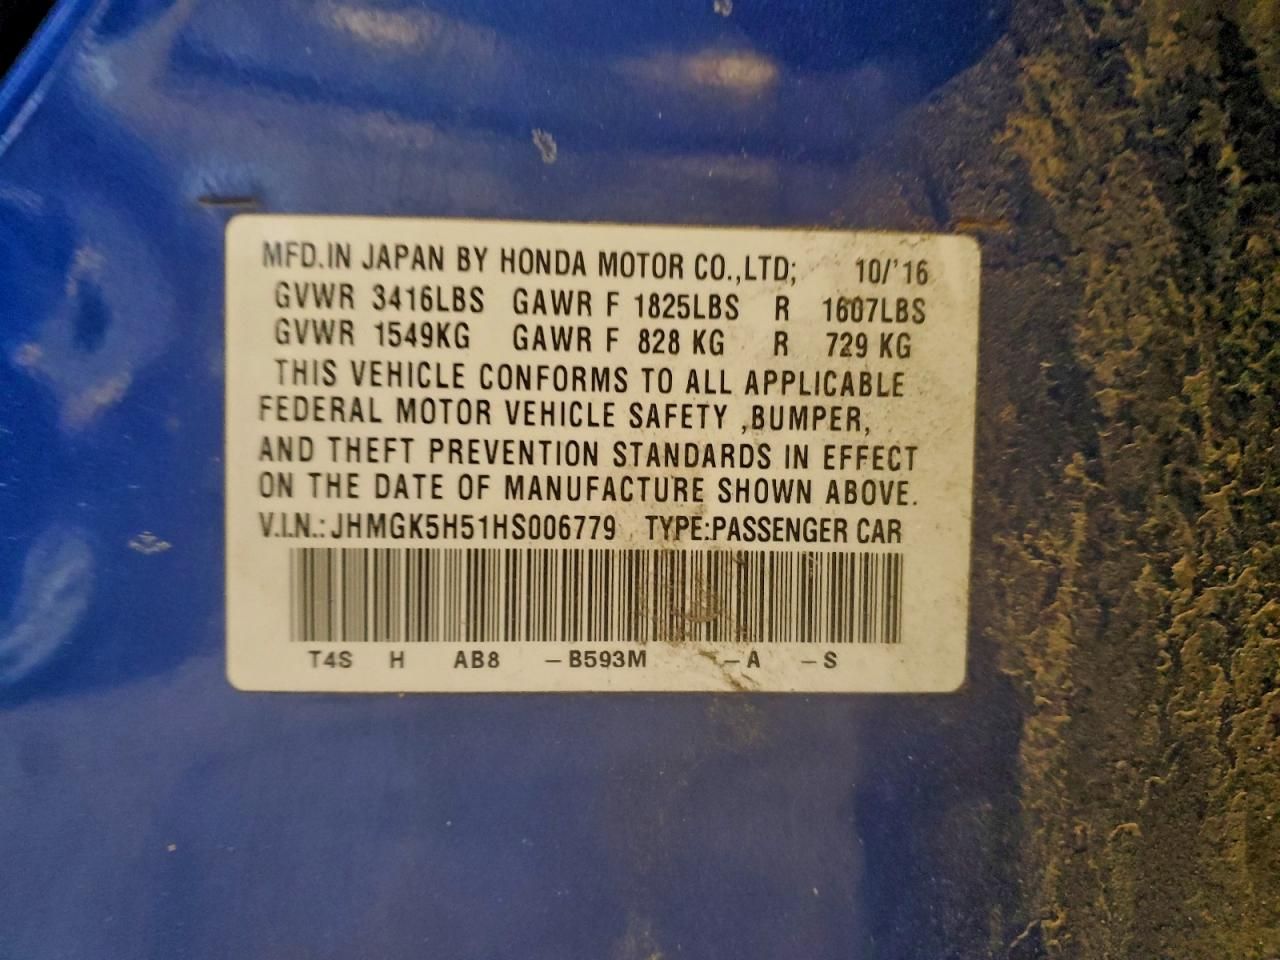 MFD.IN JAPAN BY HONDA MOTOR CO.,LTD; 10/'16
GVWR 3416LBS GAWR F 1825LBS R 1607LBS
GVWR 1549KG GAWR F 828 KG R 729 KG
THIS VEHICLE CONFORMS TO ALL APPLICABLE
FEDERAL MOTOR VEHICLE SAFETY ,BUMPER,
AND THEFT PREVENTION STANDARDS IN EFFECT
ON THE DATE OF MANUFACTURE SHOWN ABOVE.
V.I.N.: JHMGK5H51HS006779 TYPE:PASSENGER CAR
T4S H AB8 –B593M –A –S